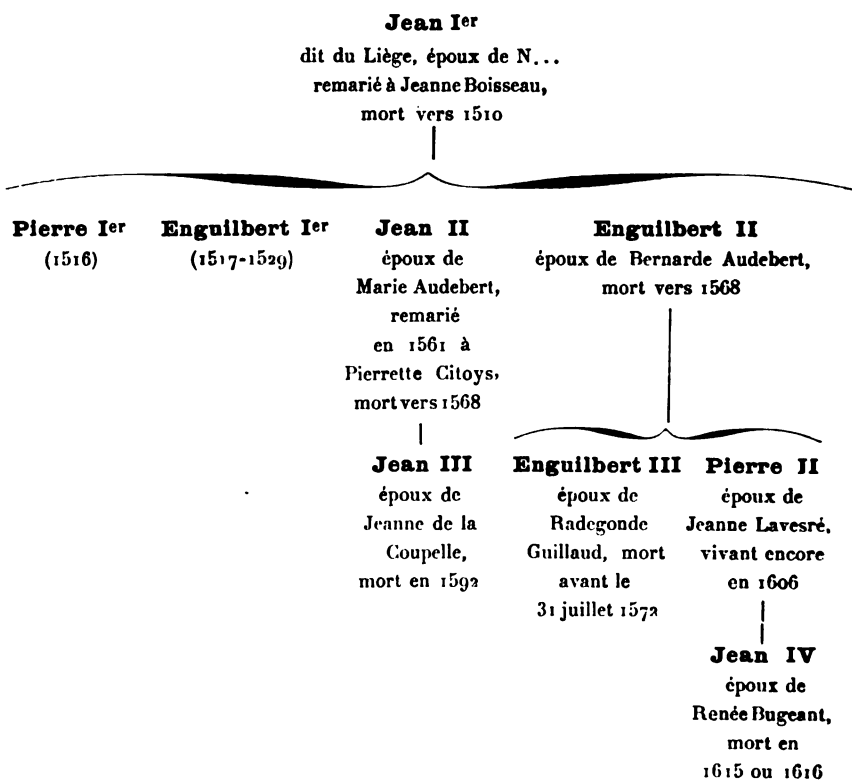 Jean Ier
dit du Liège, époux de N...
remarié à Jeanne Boisseau,
mort vers 1510
Pierre Ier
(1516)
Enguilbert Ier
(1517-1529)
Jean II
époux de
Marie Audebert,
remarié
en 1561 à
Pierrette Citoys,
mort vers 1568
Enguilbert II
époux de Bernarde Audebert,
mort vers 1568
Jean III
époux de
Jeanne de la
Coupelle,
mort en 1592
Enguilbert III
époux de
Radegonde
Guillaud, mort
avant le
31 juillet 1572
Pierre II
époux de
Jeanne Lavesré,
vivant encore
en 1606
Jean IV
époux de
Renée Bugeant,
mort en
1615 ou 1616